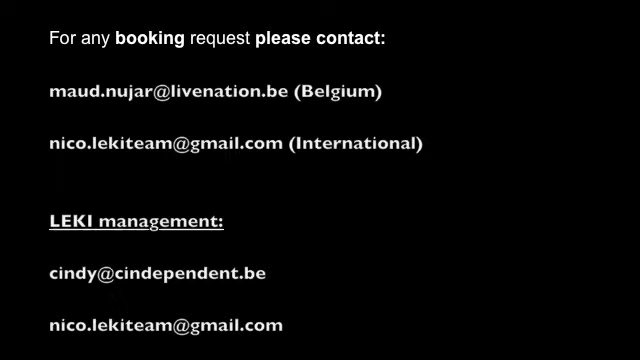 For any booking request please contact:
maud.nujar@livenation.be (Belgium)
nico.lekiteam@gmail.com (International)
LEKI management:
cindy@cindependent.be
nico.lekiteam@gmail.com